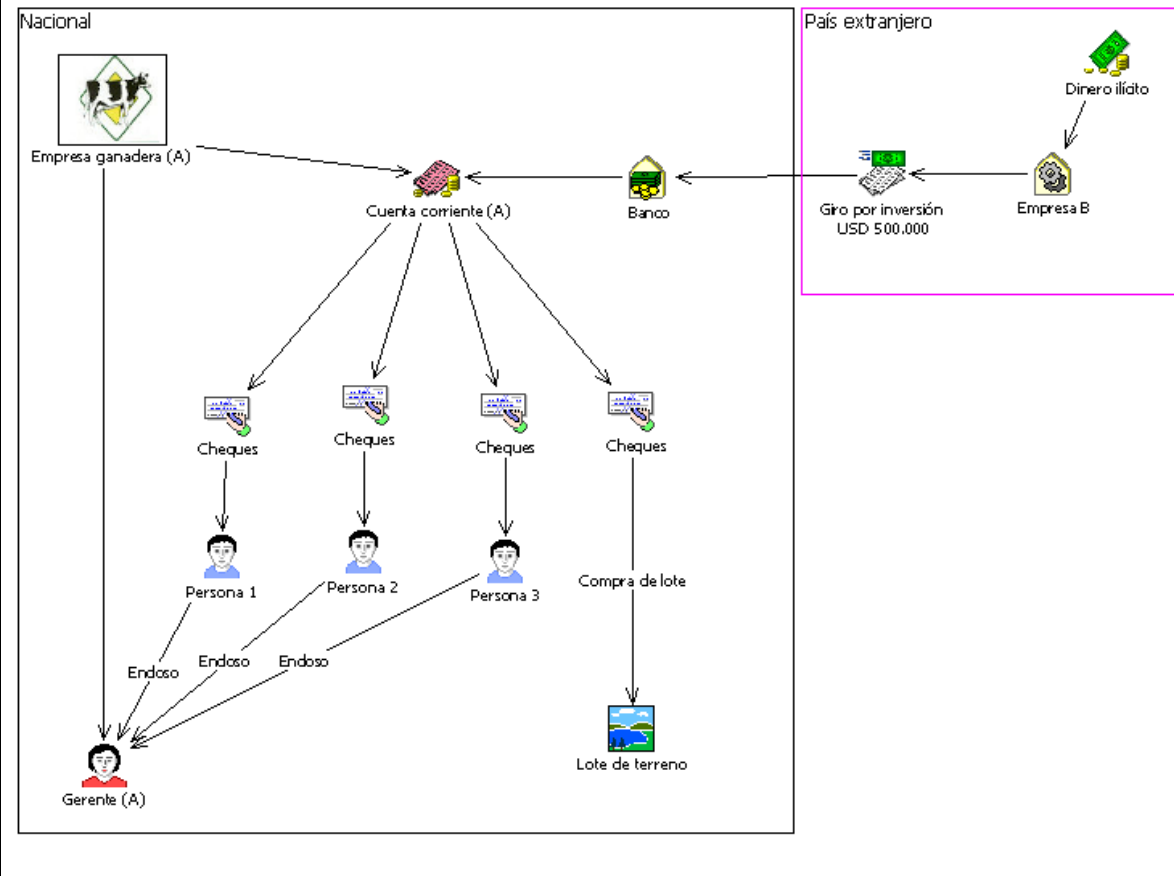 Nacional
País extranjero
Dinero ilícito
Empresa ganadera (A)
Cuenta corriente (A)
Banco
Giro por inversión
USD 500.000
Empresa B
Cheques
Cheques
Cheques
Cheques
Persona 1
Persona 2
Persona 3
Compra de lote
Endoso
Endoso
Endoso
Lote de terreno
Gerente (A)